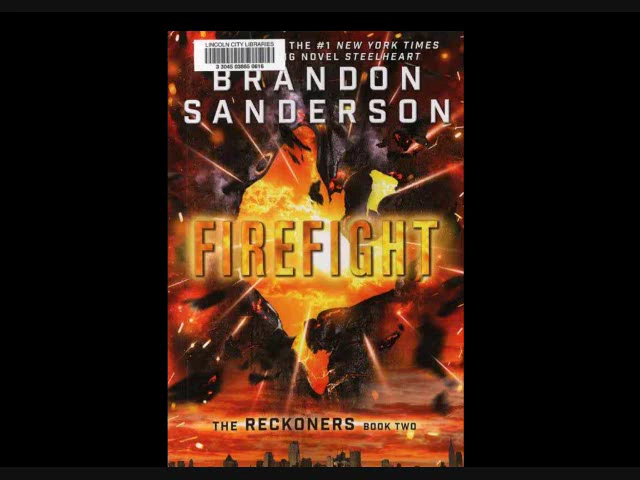 LINCOLN CITY LIBRARIES
THE #1 NEW YORK TIMES
NOVEL STEELHEART
BRANDON
SANDERSON
FIREFIGHT
THE RECKONERS BOOK TWO